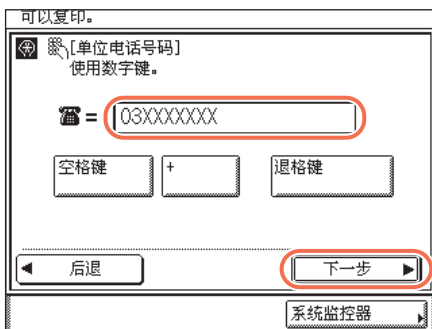 可以复印。
[单位电话号码]
使用数字键。
= 03XXXXXXX
空格键 + 退格键
后退 下一步
系统监控器